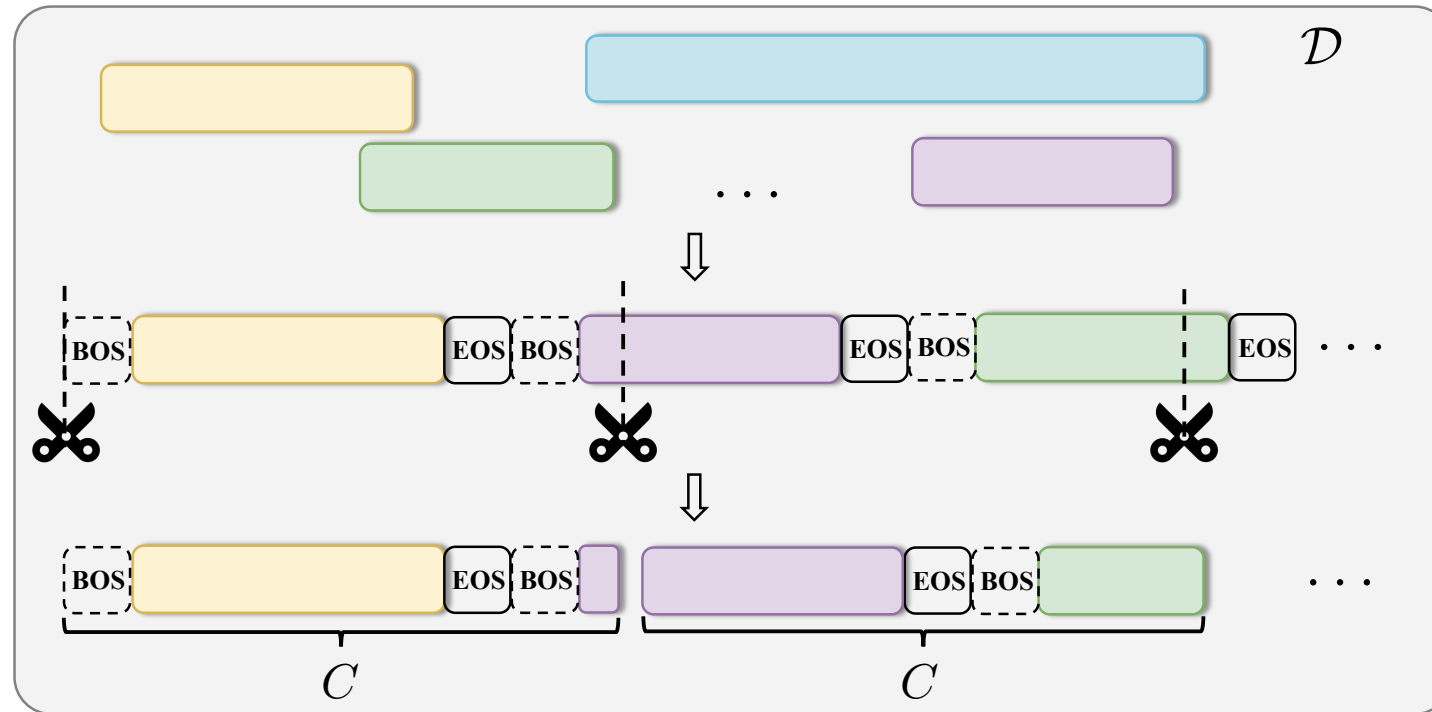 𝒟
. . .
BOS EOS BOS EOS BOS EOS . . .
BOS EOS BOS EOS BOS . . .
C C